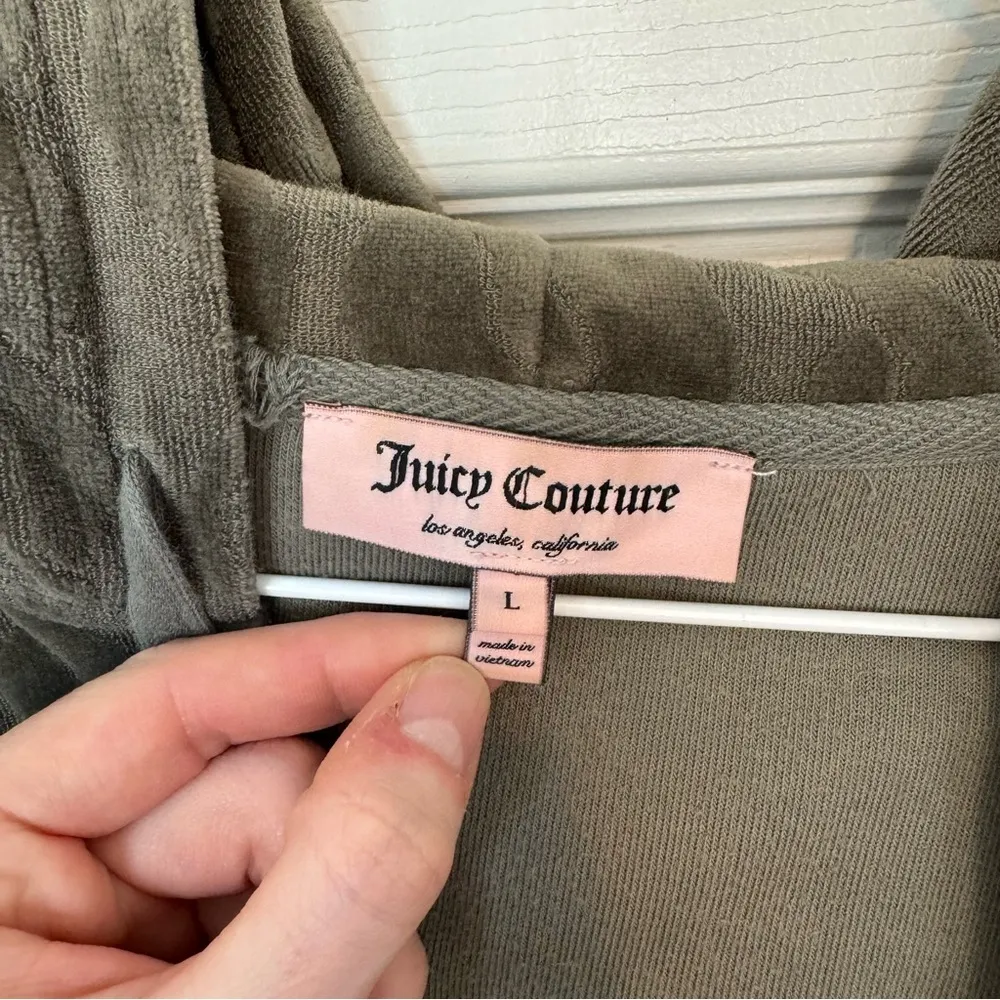 Juicy Couture
los angeles, california
L
made in
vietnam